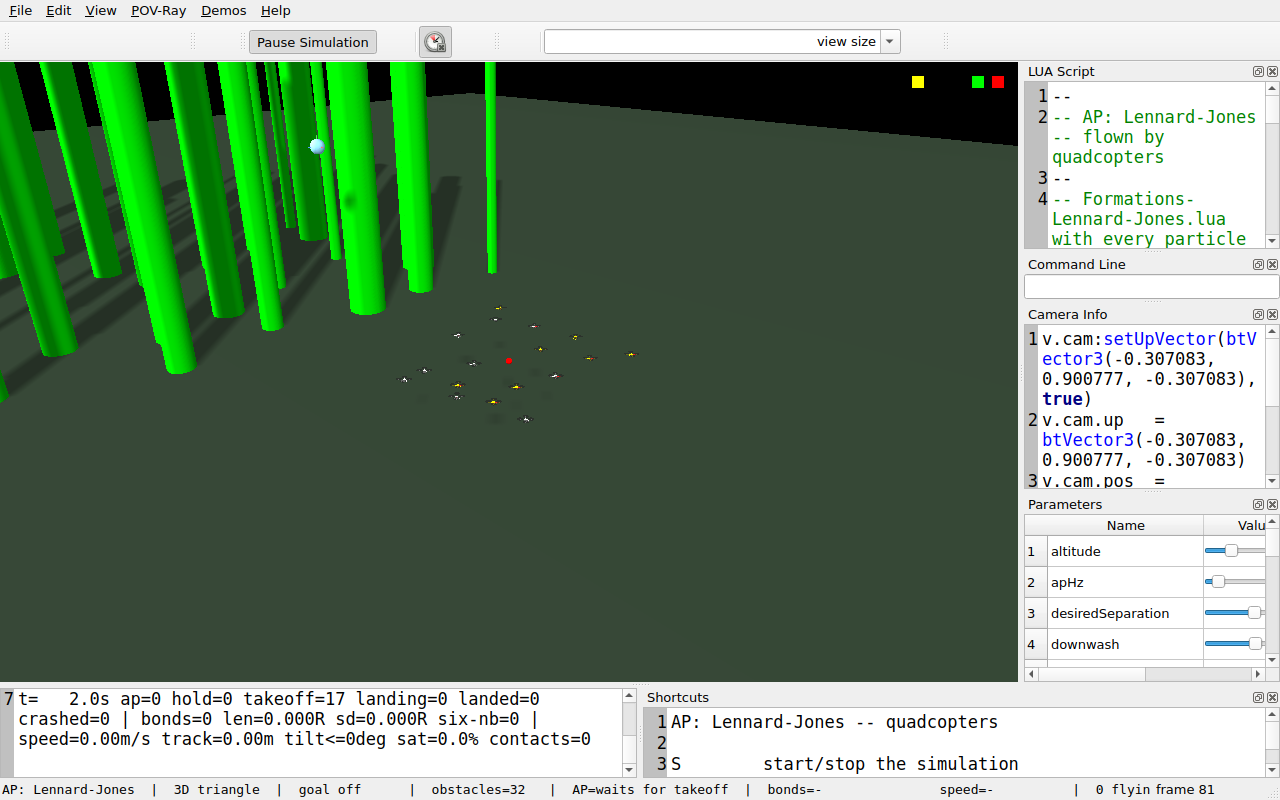 File Edit View POV-Ray Demos Help
Pause Simulation
view size
LUA Script
1 --
2 -- AP: Lennard-Jones
-- flown by
quadcopters
3 --
4 -- Formations-
Lennard-Jones.lua
with every particle
Command Line
Camera Info
1 v.cam:setUpVector(btV
ector3(-0.307083,
0.900777, -0.307083),
true)
2 v.cam.up   =
btVector3(-0.307083,
0.900777, -0.307083)
3 v.cam.pos  =
Parameters
Name Valu
1 altitude
2 apHz
3 desiredSeparation
4 downwash
7 t=   2.0s ap=0 hold=0 takeoff=17 landing=0 landed=0
crashed=0 | bonds=0 len=0.000R sd=0.000R six-nb=0 |
speed=0.00m/s track=0.00m tilt<=0deg sat=0.0% contacts=0
Shortcuts
1 AP: Lennard-Jones -- quadcopters
2
3 S        start/stop the simulation
AP: Lennard-Jones | 3D triangle | goal off | obstacles=32 | AP=waits for takeoff | bonds=- speed=- | 0 flyin frame 81